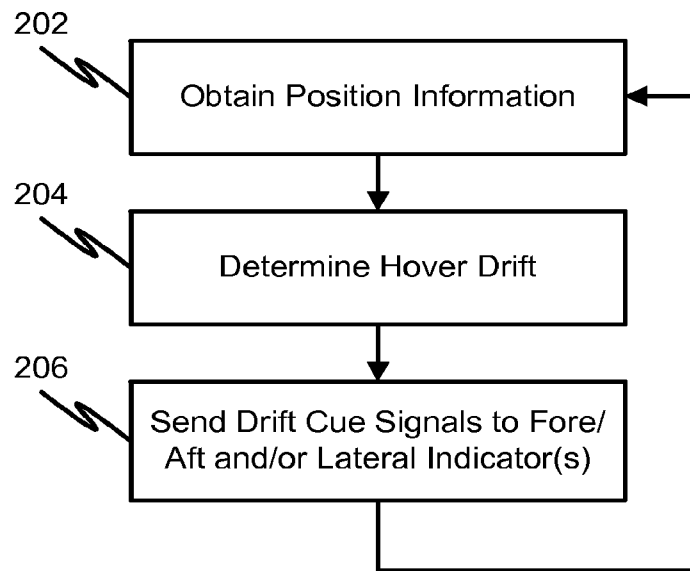 202
Obtain Position Information
204
Determine Hover Drift
206
Send Drift Cue Signals to Fore/
Aft and/or Lateral Indicator(s)